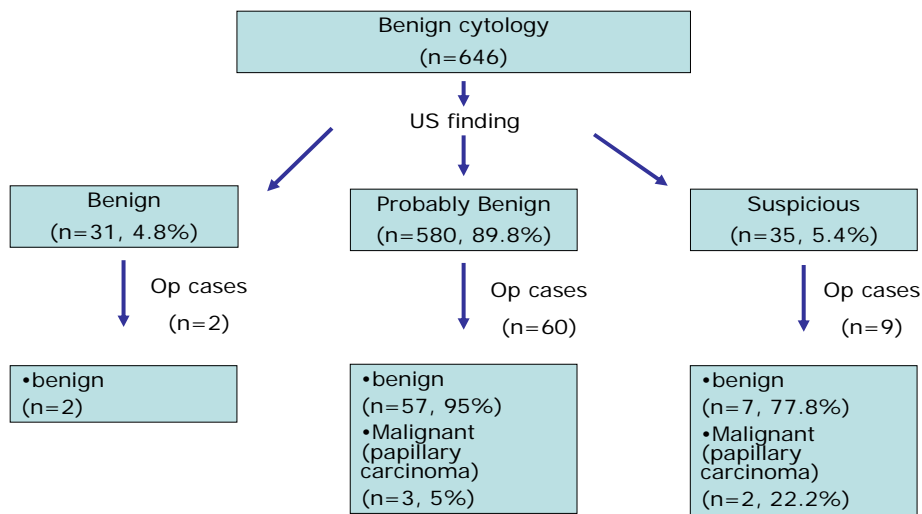 Benign cytology
(n=646)
US finding
Benign
(n=31, 4.8%)
Probably Benign
(n=580, 89.8%)
Suspicious
(n=35, 5.4%)
Op cases
(n=2)
Op cases
(n=60)
Op cases
(n=9)
•benign
(n=2)
•benign
(n=57, 95%)
•Malignant
(papillary
carcinoma)
(n=3, 5%)
•benign
(n=7, 77.8%)
•Malignant
(papillary
carcinoma)
(n=2, 22.2%)